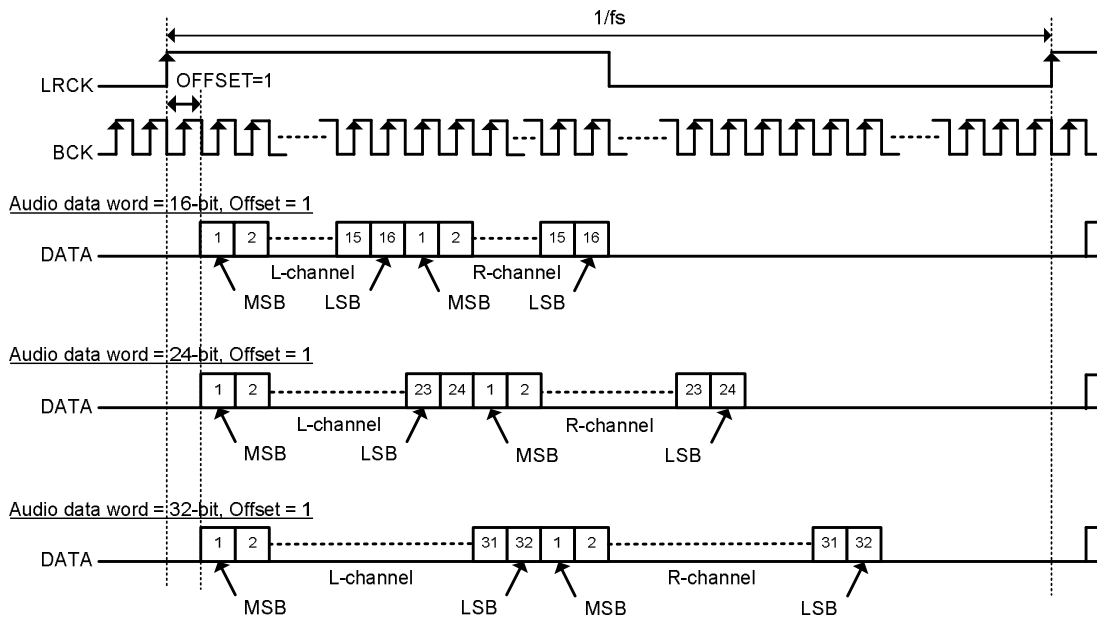 1/fs
LRCK
OFFSET=1
BCK
Audio data word = 16-bit, Offset = 1
DATA
1 2 15 16 1 2 15 16
L-channel R-channel
MSB LSB MSB LSB
Audio data word = 24-bit, Offset = 1
DATA
1 2 23 24 1 2 23 24
L-channel R-channel
MSB LSB MSB LSB
Audio data word = 32-bit, Offset = 1
DATA
1 2 31 32 1 2 31 32
L-channel R-channel
MSB LSB MSB LSB